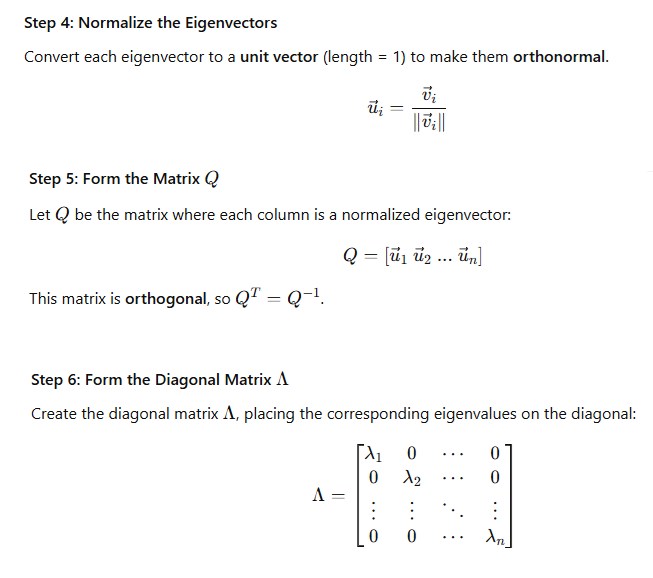 Step 4: Normalize the Eigenvectors
Convert each eigenvector to a unit vector (length = 1) to make them orthonormal.
u⃗ᵢ = v⃗ᵢ / ‖v⃗ᵢ‖
Step 5: Form the Matrix Q
Let Q be the matrix where each column is a normalized eigenvector:
Q = [u⃗₁ u⃗₂ ... u⃗ₙ]
This matrix is orthogonal, so Qᵀ = Q⁻¹.
Step 6: Form the Diagonal Matrix Λ
Create the diagonal matrix Λ, placing the corresponding eigenvalues on the diagonal:
Λ =
λ₁ 0 ⋯ 0
0 λ₂ ⋯ 0
⋮ ⋮ ⋱ ⋮
0 0 ⋯ λₙ